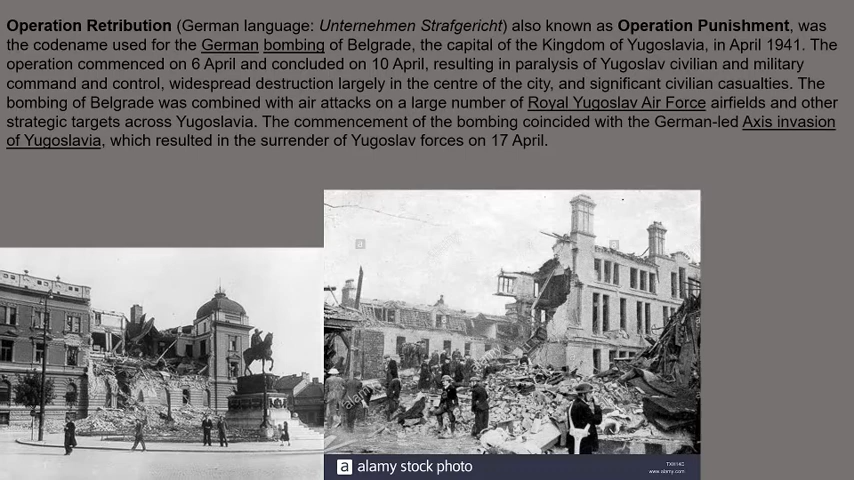 Operation Retribution (German language: Unternehmen Strafgericht) also known as Operation Punishment, was
the codename used for the German bombing of Belgrade, the capital of the Kingdom of Yugoslavia, in April 1941. The
operation commenced on 6 April and concluded on 10 April, resulting in paralysis of Yugoslav civilian and military
command and control, widespread destruction largely in the centre of the city, and significant civilian casualties. The
bombing of Belgrade was combined with air attacks on a large number of Royal Yugoslav Air Force airfields and other
strategic targets across Yugoslavia. The commencement of the bombing coincided with the German-led Axis invasion
of Yugoslavia, which resulted in the surrender of Yugoslav forces on 17 April.
alamy
a alamy stock photo
www.alamy.com